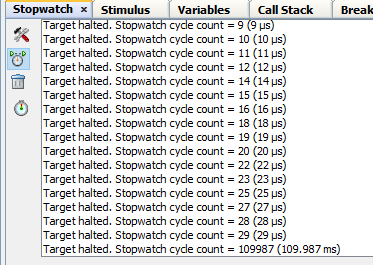 Stopwatch × Stimulus Variables Call Stack Break
Target halted. Stopwatch cycle count = 9 (9 µs)
Target halted. Stopwatch cycle count = 10 (10 µs)
Target halted. Stopwatch cycle count = 11 (11 µs)
Target halted. Stopwatch cycle count = 12 (12 µs)
Target halted. Stopwatch cycle count = 14 (14 µs)
Target halted. Stopwatch cycle count = 15 (15 µs)
Target halted. Stopwatch cycle count = 16 (16 µs)
Target halted. Stopwatch cycle count = 18 (18 µs)
Target halted. Stopwatch cycle count = 19 (19 µs)
Target halted. Stopwatch cycle count = 20 (20 µs)
Target halted. Stopwatch cycle count = 22 (22 µs)
Target halted. Stopwatch cycle count = 23 (23 µs)
Target halted. Stopwatch cycle count = 25 (25 µs)
Target halted. Stopwatch cycle count = 27 (27 µs)
Target halted. Stopwatch cycle count = 28 (28 µs)
Target halted. Stopwatch cycle count = 29 (29 µs)
Target halted. Stopwatch cycle count = 109987 (109.987 ms)